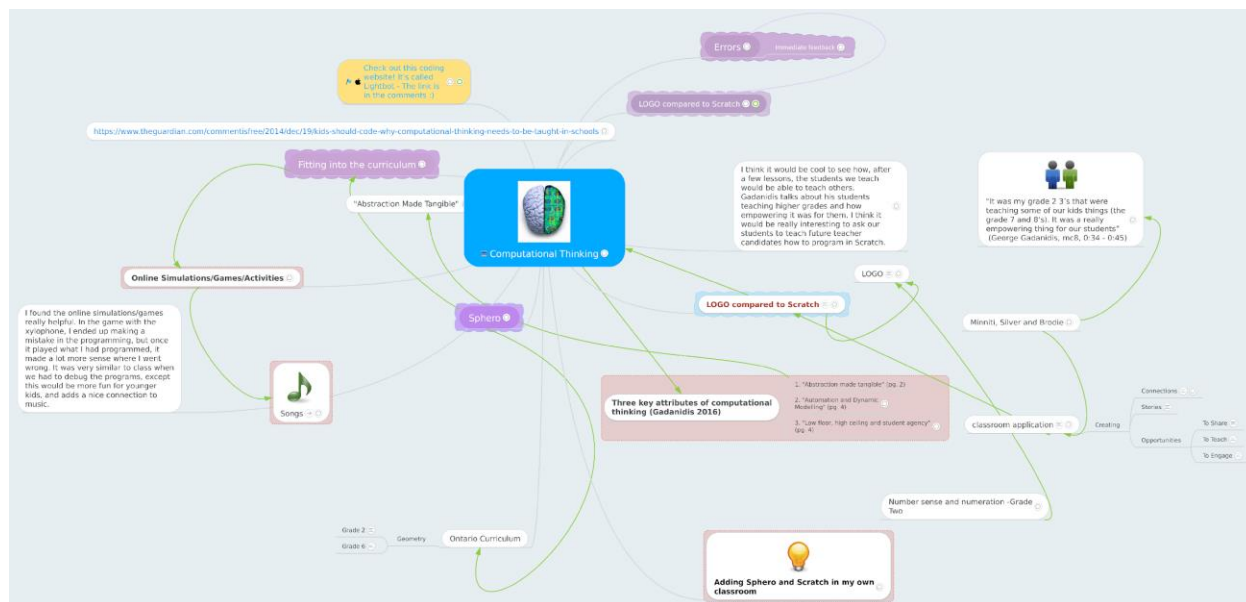 Errors
Immediate feedback
Check out this coding
website! It's called
Lightbot - The link is
in the comments :)
LOGO compared to Scratch
https://www.theguardian.com/commentisfree/2014/dec/19/kids-should-code-why-computational-thinking-needs-to-be-taught-in-schools
Fitting into the curriculum
"Abstraction Made Tangible"
Computational Thinking
I think it would be cool to see how, after
a few lessons, the students we teach
would be able to teach others.
Gadanidis talks about his students
teaching higher grades and how
empowering it was for them. I think it
would be really interesting to ask our
students to teach future teacher
candidates how to program in Scratch.
"It was my grade 2 3's that were
teaching some of our kids things (the
grade 7 and 8's). It was a really
empowering thing for our students"
(George Gadanidis, mc8, 0:34 - 0:45)
Online Simulations/Games/Activities
LOGO
LOGO compared to Scratch
Sphero
Minniti, Silver and Brodie
I found the online simulations/games
really helpful. In the game with the
xylophone, I ended up making a
mistake in the programming, but once
it played what I had programmed, it
made a lot more sense where I went
wrong. It was very similar to class when
we had to debug the programs, except
this would be more fun for younger
kids, and adds a nice connection to
music.
Songs
Three key attributes of computational
thinking (Gadanidis 2016)
1. "Abstraction made tangible" (pg. 2)
2. "Automation and Dynamic
Modelling" (pg. 4)
3. "Low floor, high ceiling and student agency"
(pg. 4)
classroom application
Creating
Connections
Stories
Opportunities
To Share
To Teach
To Engage
Number sense and numeration -Grade
Two
Grade 2
Grade 6
Geometry
Ontario Curriculum
Adding Sphero and Scratch in my own
classroom